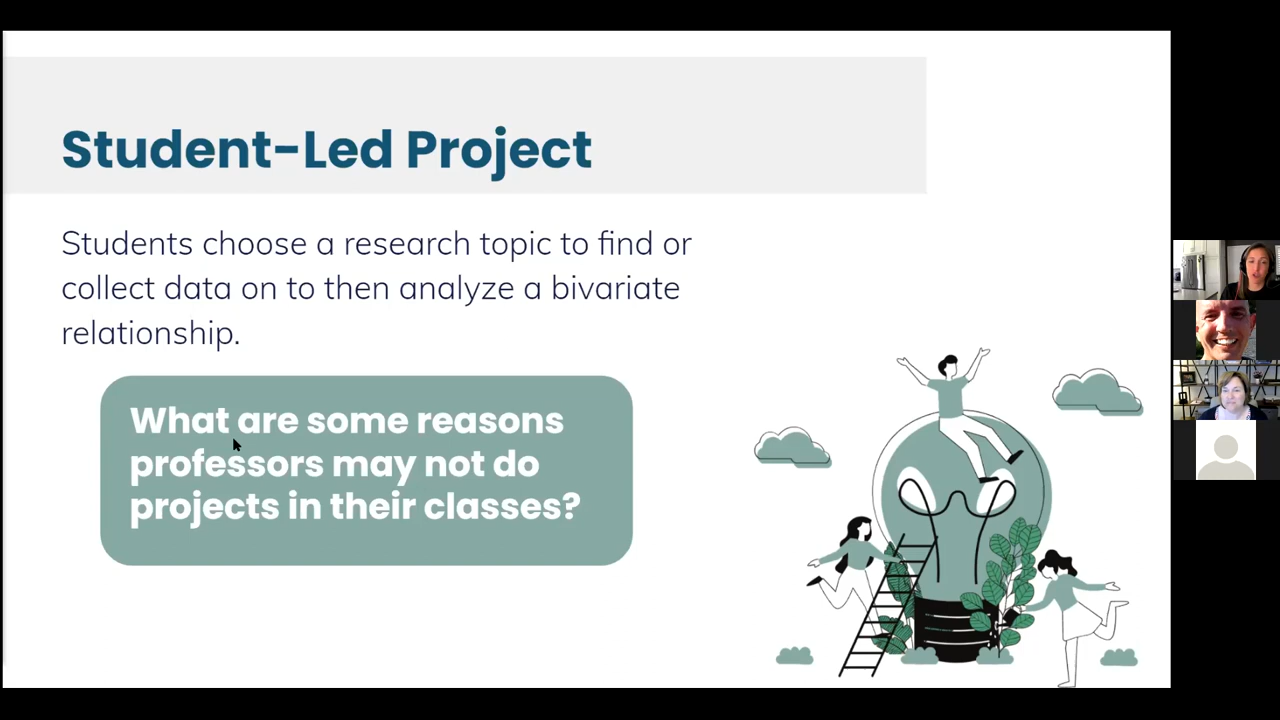 Student-Led Project
Students choose a research topic to find or
collect data on to then analyze a bivariate
relationship.
What are some reasons
professors may not do
projects in their classes?